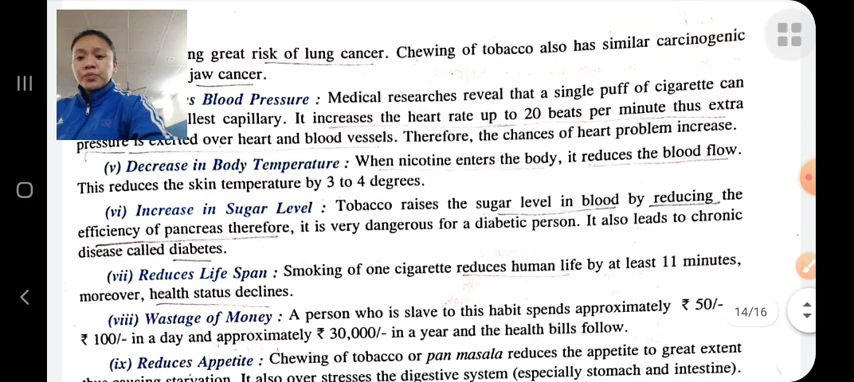 ng great risk of lung cancer. Chewing of tobacco also has similar carcinogenic
jaw cancer.
s Blood Pressure : Medical researches reveal that a single puff of cigarette can
llest capillary. It increases the heart rate up to 20 beats per minute thus extra
pressure is exerted over heart and blood vessels. Therefore, the chances of heart problem increase.
(v) Decrease in Body Temperature : When nicotine enters the body, it reduces the blood flow.
This reduces the skin temperature by 3 to 4 degrees.
(vi) Increase in Sugar Level : Tobacco raises the sugar level in blood by reducing the
efficiency of pancreas therefore, it is very dangerous for a diabetic person. It also leads to chronic
disease called diabetes.
(vii) Reduces Life Span : Smoking of one cigarette reduces human life by at least 11 minutes,
moreover, health status declines.
(viii) Wastage of Money : A person who is slave to this habit spends approximately ₹ 50/-
14/16
₹ 100/- in a day and approximately ₹ 30,000/- in a year and the health bills follow.
(ix) Reduces Appetite : Chewing of tobacco or pan masala reduces the appetite to great extent
thus causing starvation. It also over stresses the digestive system (especially stomach and intestine).